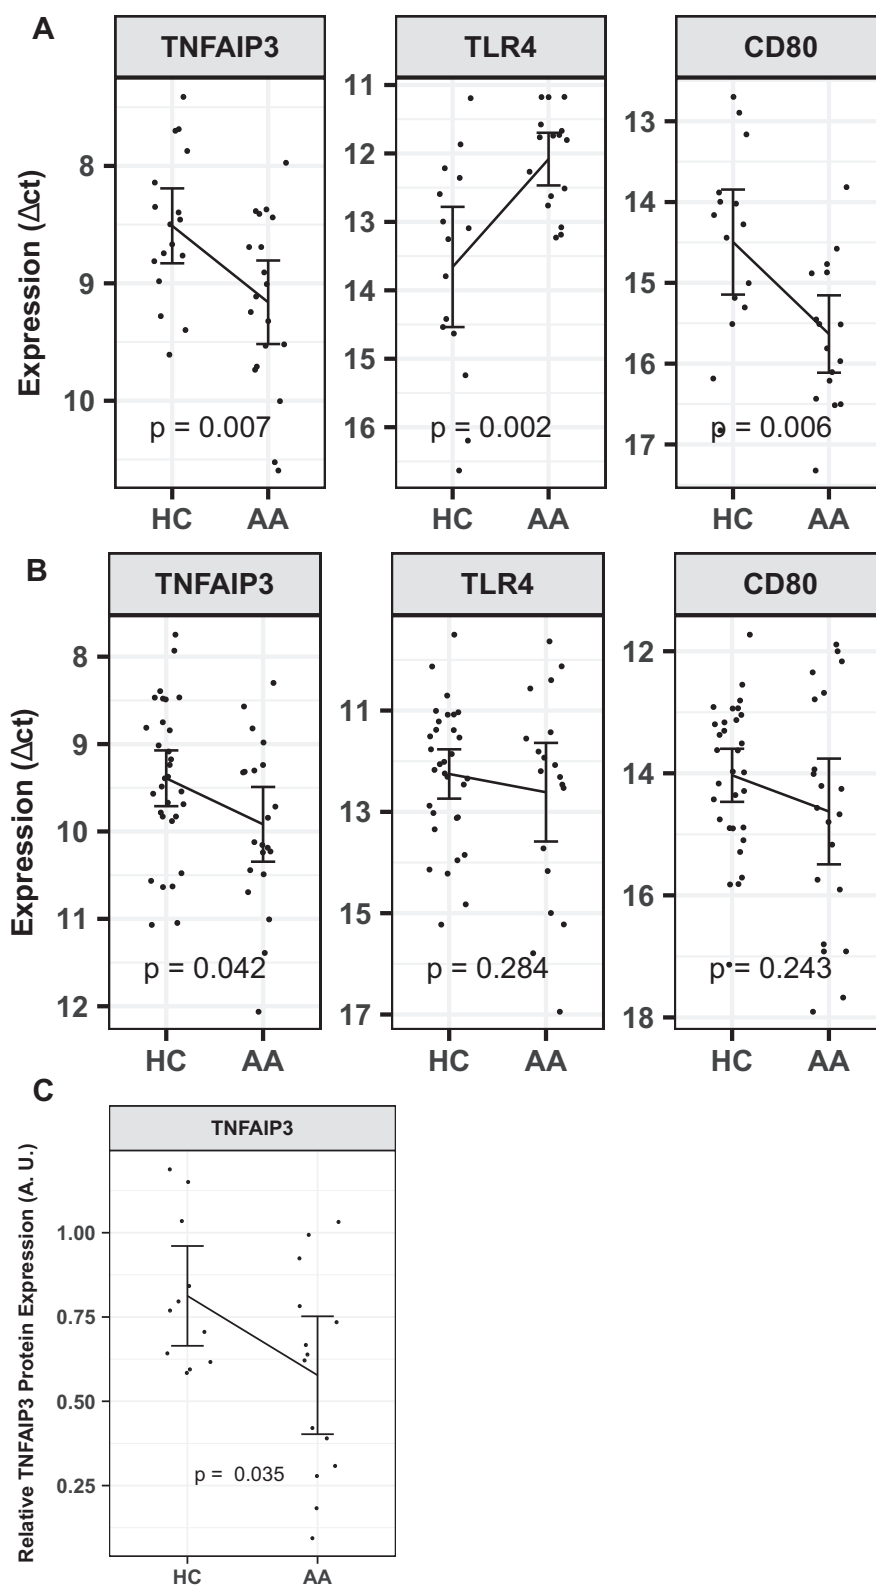 A
TNFAIP3 TLR4 CD80
Expression (Δct)
8
9
10
11
12
13
14
15
16
13
14
15
16
17
p = 0.007 p = 0.002 p = 0.006
HC AA HC AA HC AA
B
TNFAIP3 TLR4 CD80
Expression (Δct)
8
9
10
11
12
11
13
15
17
12
14
16
18
p = 0.042 p = 0.284 p = 0.243
HC AA HC AA HC AA
C
TNFAIP3
Relative TNFAIP3 Protein Expression (A. U.)
1.00
0.75
0.50
0.25
p = 0.035
HC AA